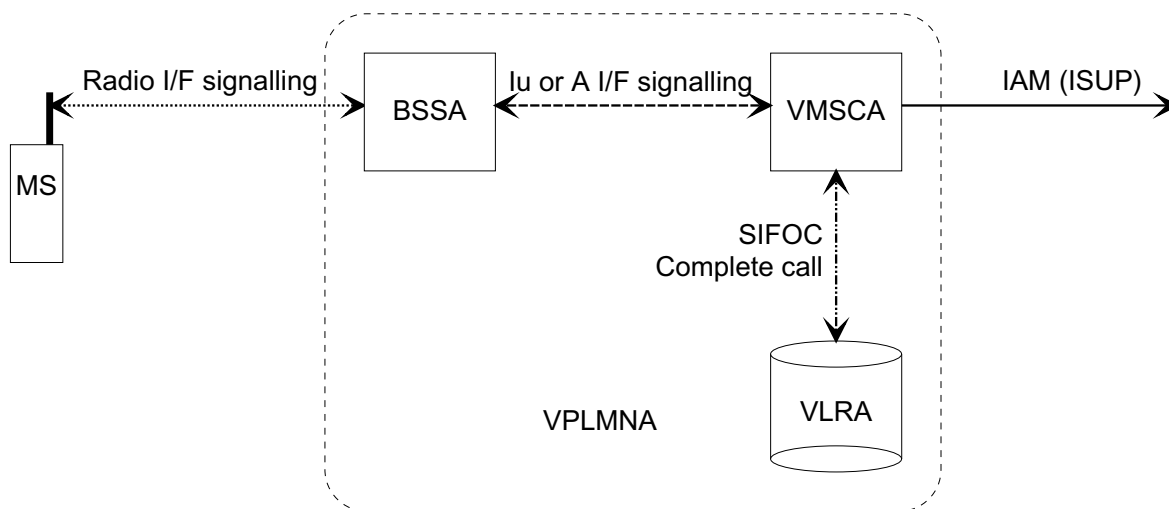 Radio I/F signalling
Iu or A I/F signalling
IAM (ISUP)
BSSA
VMSCA
MS
SIFOC
Complete call
VPLMNA
VLRA